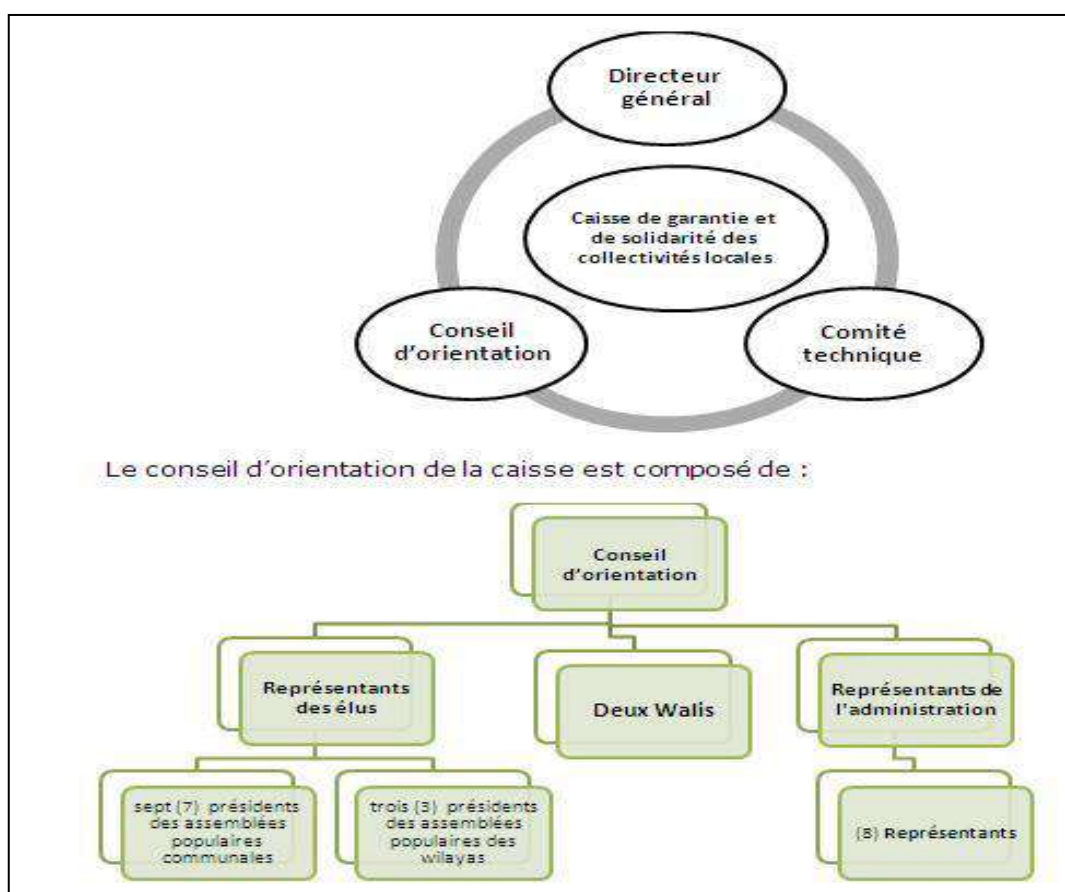 Directeur
général
Caisse de garantie et
de solidarité des
collectivités locales
Conseil
d'orientation
Comité
technique
Le conseil d'orientation de la caisse est composé de :
Conseil
d'orientation
Représentants
des élus
Deux Walis
Représentants de
l'administration
sept (7) présidents
des assemblées
populaires
communales
trois (3) présidents
des assemblées
populaires des
wilayas
(8) Représentants